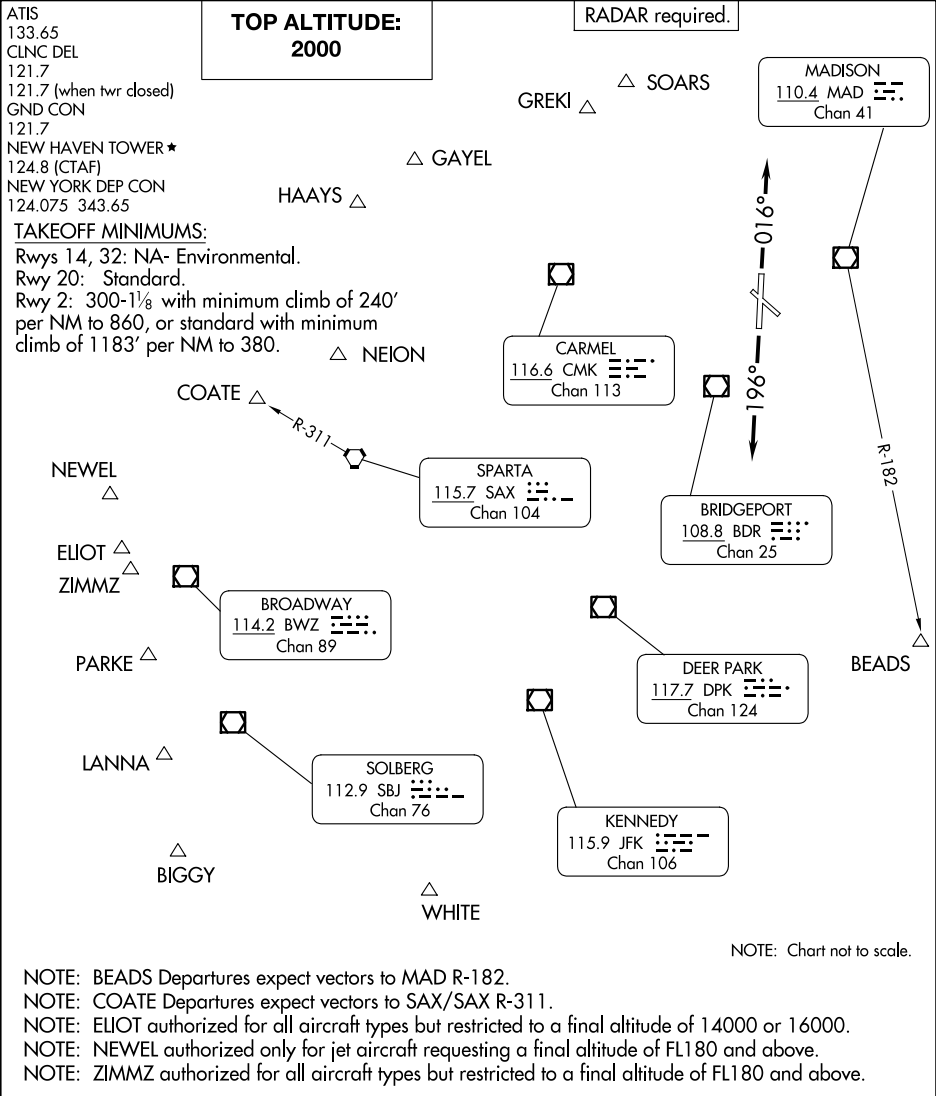 ATIS
133.65
CLNC DEL
121.7
121.7 (when twr closed)
GND CON
121.7
NEW HAVEN TOWER★
124.8 (CTAF)
NEW YORK DEP CON
124.075 343.65
TOP ALTITUDE:
2000
RADAR required.
TAKEOFF MINIMUMS:
Rwys 14, 32: NA- Environmental.
Rwy 20: Standard.
Rwy 2: 300-1⅛ with minimum climb of 240'
per NM to 860, or standard with minimum
climb of 1183' per NM to 380.
SOARS
GREKI
GAYEL
HAAYS
MADISON
110.4 MAD
Chan 41
016°
196°
CARMEL
116.6 CMK
Chan 113
NEION
COATE
R-311
SPARTA
115.7 SAX
Chan 104
R-182
NEWEL
BRIDGEPORT
108.8 BDR
Chan 25
ELIOT
ZIMMZ
BROADWAY
114.2 BWZ
Chan 89
PARKE
DEER PARK
117.7 DPK
Chan 124
BEADS
LANNA
SOLBERG
112.9 SBJ
Chan 76
KENNEDY
115.9 JFK
Chan 106
BIGGY
WHITE
NOTE: Chart not to scale.
NOTE: BEADS Departures expect vectors to MAD R-182.
NOTE: COATE Departures expect vectors to SAX/SAX R-311.
NOTE: ELIOT authorized for all aircraft types but restricted to a final altitude of 14000 or 16000.
NOTE: NEWEL authorized only for jet aircraft requesting a final altitude of FL180 and above.
NOTE: ZIMMZ authorized for all aircraft types but restricted to a final altitude of FL180 and above.